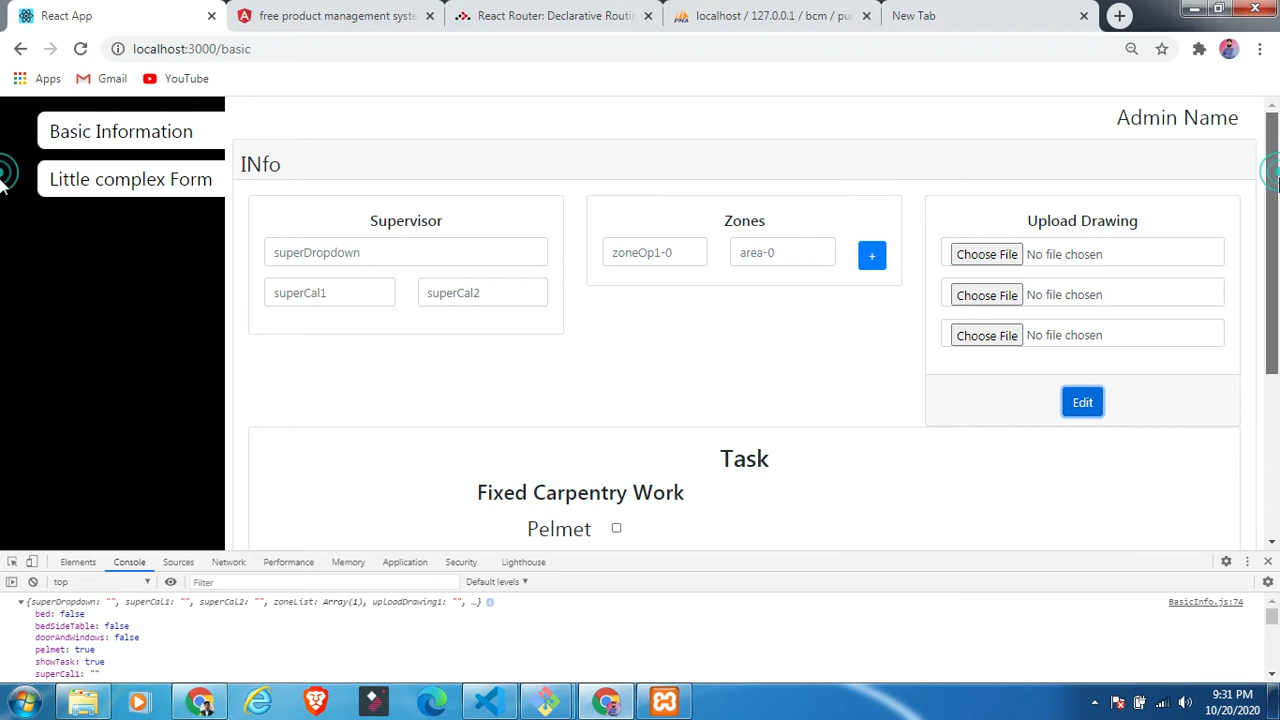 React App
free product management syste
React Router: Declarative Routin
localhost / 127.0.0.1 / bcm / pur
New Tab
localhost:3000/basic
Apps
Gmail
YouTube
Basic Information
Little complex Form
Admin Name
INfo
Supervisor
Zones
Upload Drawing
superDropdown
zoneOp1-0
area-0
+
Choose File No file chosen
superCal1
superCal2
Choose File No file chosen
Choose File No file chosen
Edit
Task
Fixed Carpentry Work
Pelmet
Elements
Console
Sources
Network
Performance
Memory
Application
Security
Lighthouse
top
Filter
Default levels
{superDropdown: "", superCal1: "", superCal2: "", zoneList: Array(1), uploadDrawing1: "", …}
BasicInfo.js:74
bed: false
bedSideTable: false
doorAndWindows: false
pelmet: true
showTask: true
superCal1: ""
9:31 PM
10/20/2020